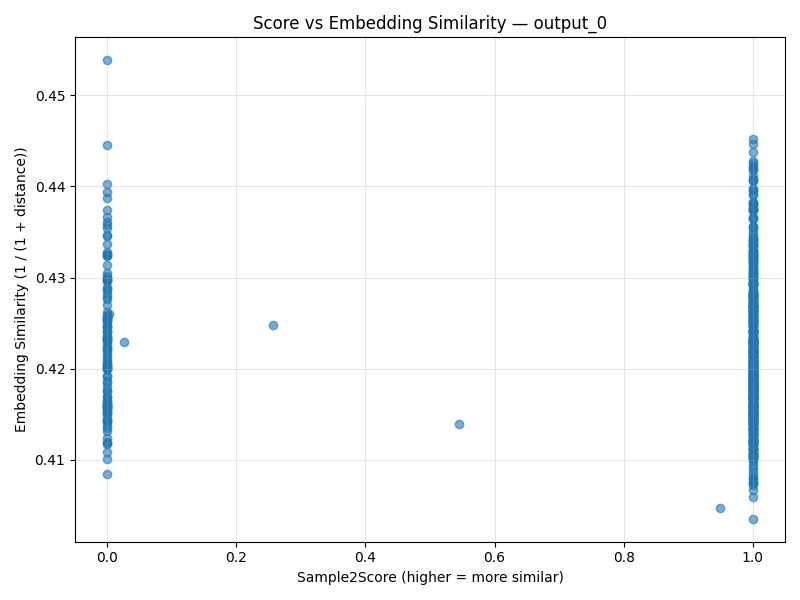 Score vs Embedding Similarity — output_0
Embedding Similarity (1 / (1 + distance))
0.45
0.44
0.43
0.42
0.41
0.0 0.2 0.4 0.6 0.8 1.0
Sample2Score (higher = more similar)